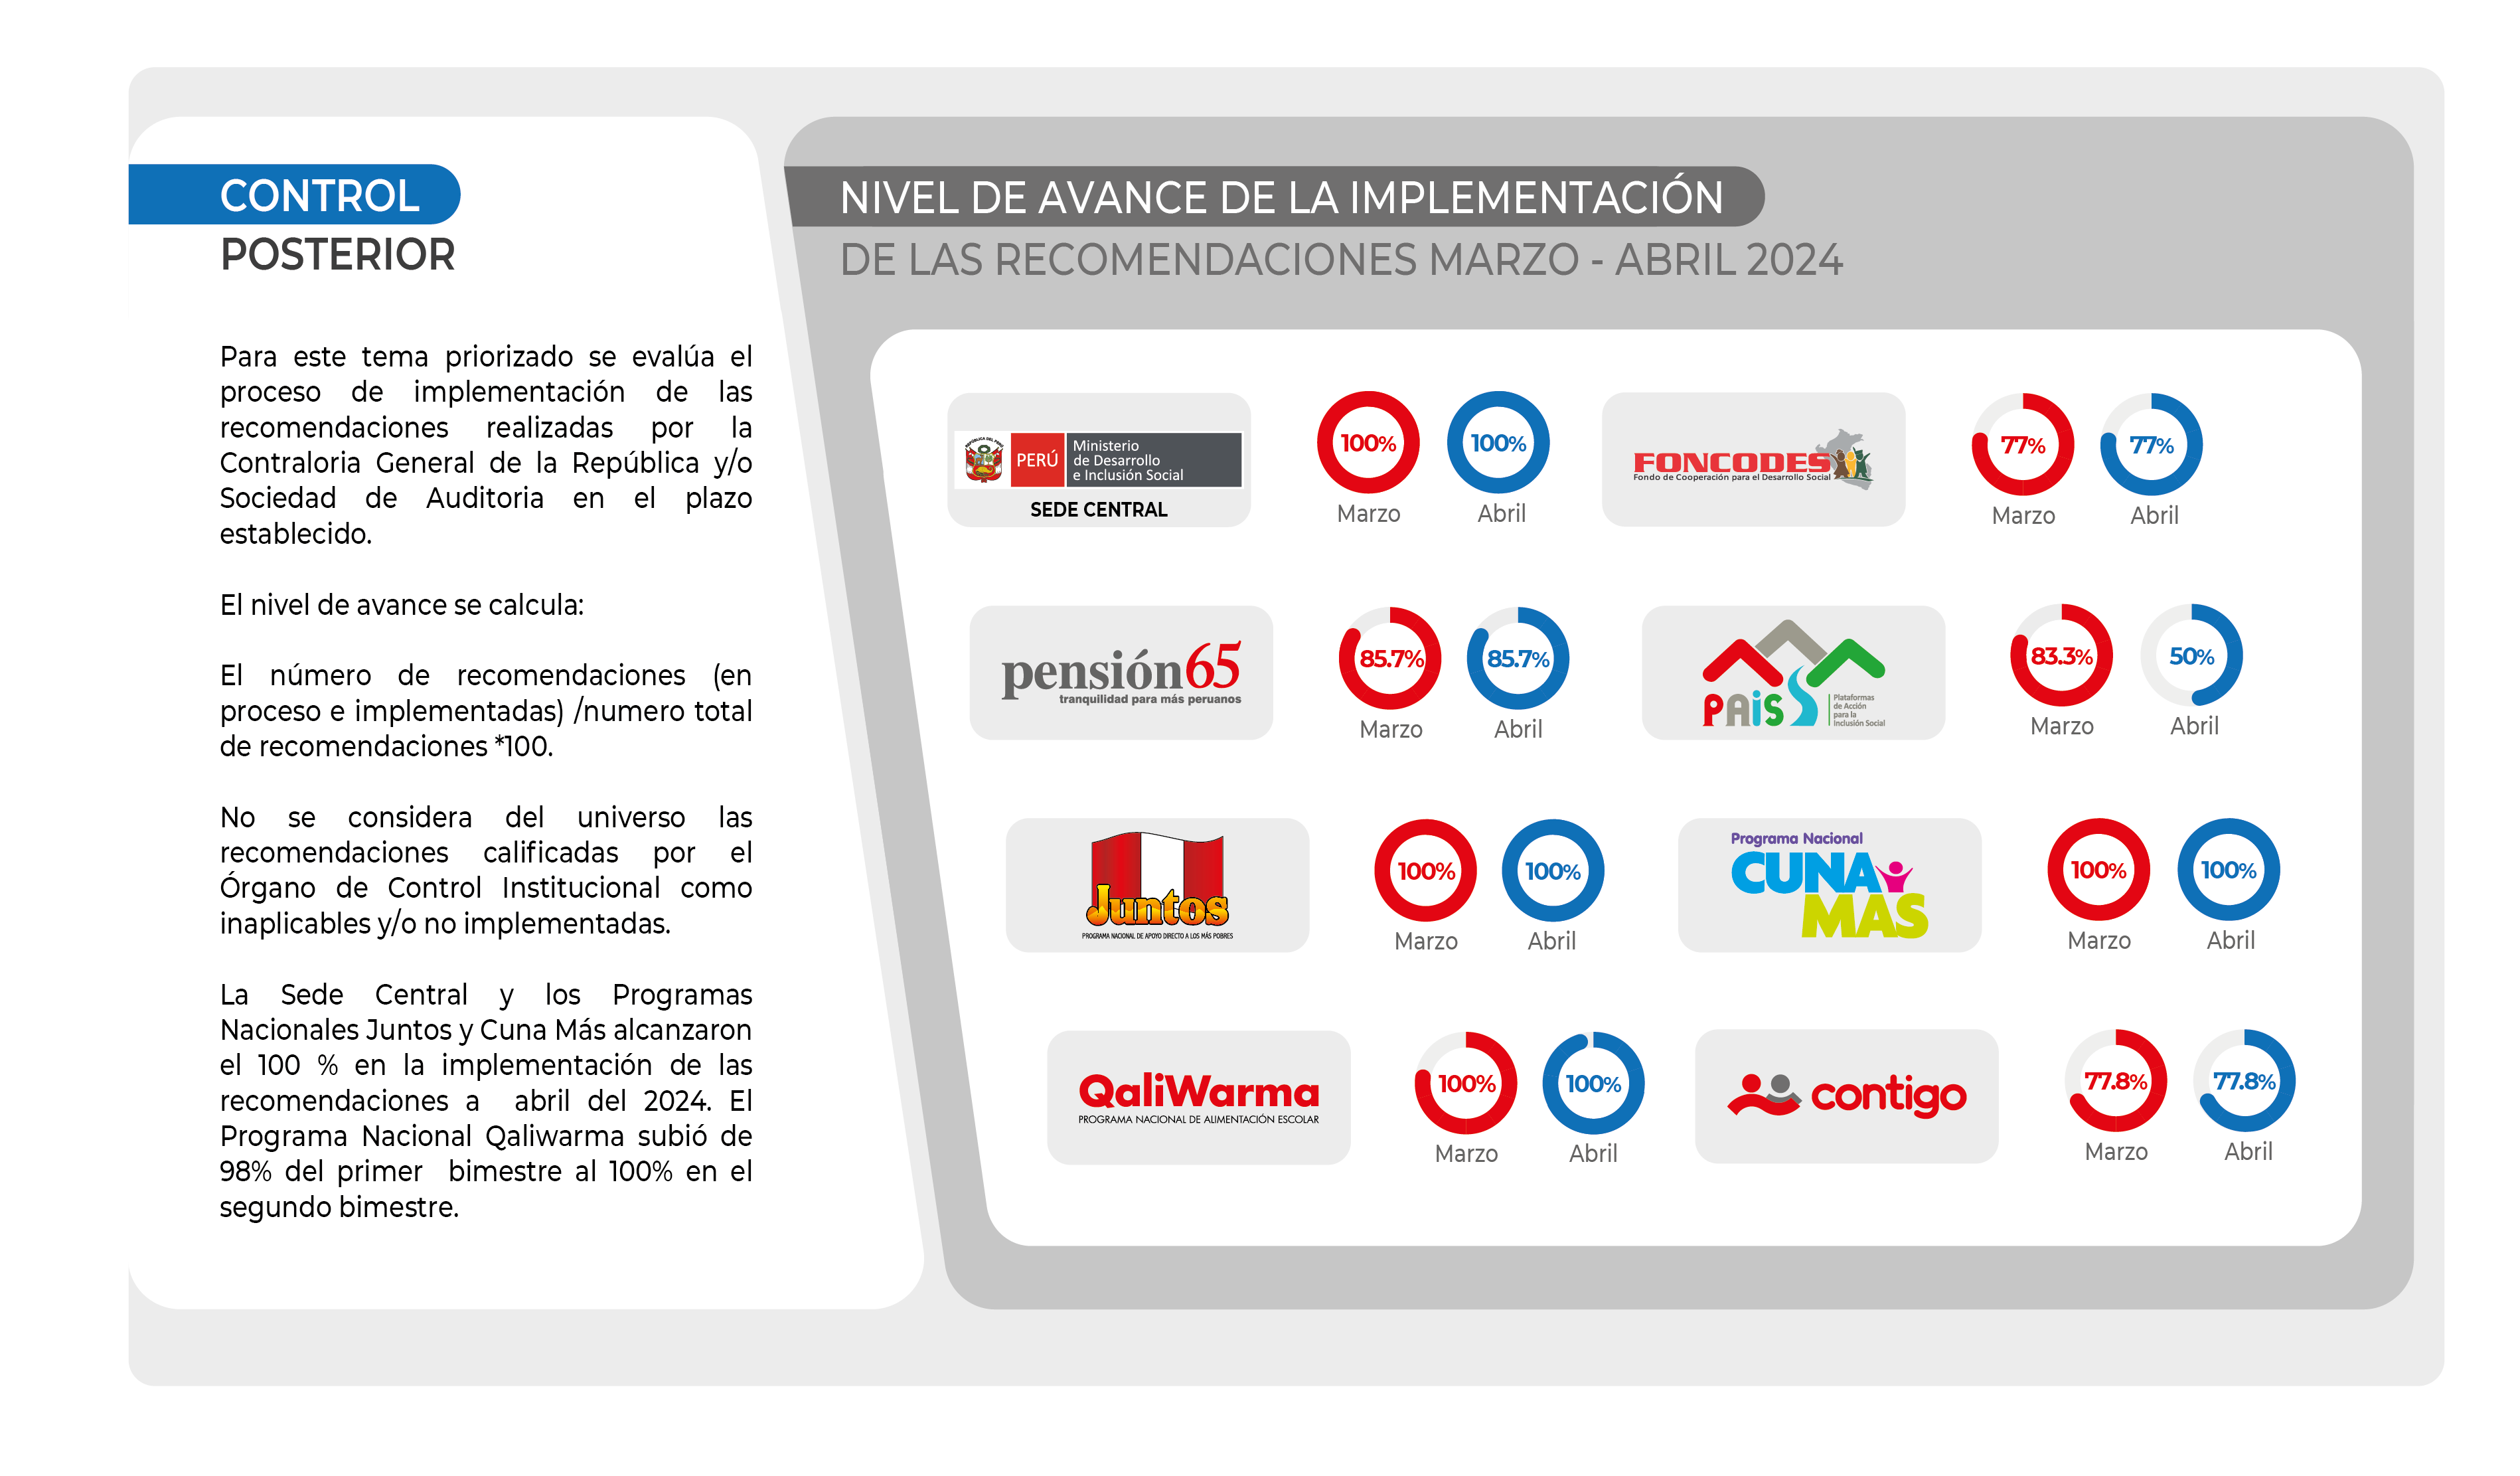 CONTROL
POSTERIOR
Para este tema priorizado se evalúa el
proceso de implementación de las
recomendaciones realizadas por la
Contraloria General de la República y/o
Sociedad de Auditoria en el plazo
establecido.
El nivel de avance se calcula:
El número de recomendaciones (en
proceso e implementadas) /numero total
de recomendaciones *100.
No se considera del universo las
recomendaciones calificadas por el
Órgano de Control Institucional como
inaplicables y/o no implementadas.
La Sede Central y los Programas
Nacionales Juntos y Cuna Más alcanzaron
el 100 % en la implementación de las
recomendaciones a abril del 2024. El
Programa Nacional Qaliwarma subió de
98% del primer bimestre al 100% en el
segundo bimestre.
NIVEL DE AVANCE DE LA IMPLEMENTACIÓN
DE LAS RECOMENDACIONES MARZO - ABRIL 2024
REPÚBLICA DEL PERÚ
PERÚ
Ministerio
de Desarrollo
e Inclusión Social
SEDE CENTRAL
100%
Marzo
100%
Abril
FONCODES
Fondo de Cooperación para el Desarrollo Social
77%
Marzo
77%
Abril
pensión65
tranquilidad para más peruanos
85.7%
Marzo
85.7%
Abril
PAiS
Plataformas
de Acción
para la
Inclusión Social
83.3%
Marzo
50%
Abril
Juntos
PROGRAMA NACIONAL DE APOYO DIRECTO A LOS MÁS POBRES
100%
Marzo
100%
Abril
Programa Nacional
CUNA
MAS
100%
Marzo
100%
Abril
QaliWarma
PROGRAMA NACIONAL DE ALIMENTACIÓN ESCOLAR
100%
Marzo
100%
Abril
contigo
77.8%
Marzo
77.8%
Abril